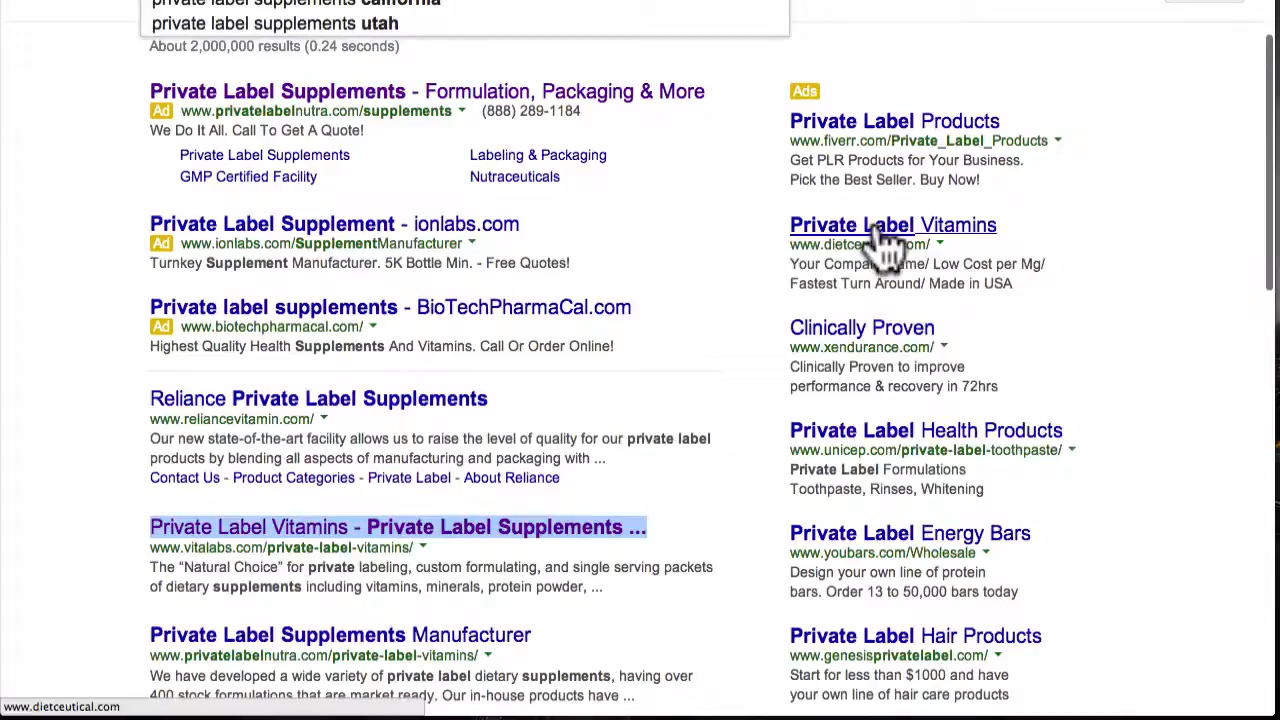 private label supplements california
private label supplements utah
About 2,000,000 results (0.24 seconds)
Private Label Supplements - Formulation, Packaging & More
Ad www.privatelabelnutra.com/supplements (888) 289-1184
We Do It All. Call To Get A Quote!
Private Label Supplements
Labeling & Packaging
GMP Certified Facility
Nutraceuticals
Private Label Supplement - ionlabs.com
Ad www.ionlabs.com/SupplementManufacturer
Turnkey Supplement Manufacturer. 5K Bottle Min. - Free Quotes!
Private label supplements - BioTechPharmaCal.com
Ad www.biotechpharmacal.com/
Highest Quality Health Supplements And Vitamins. Call Or Order Online!
Reliance Private Label Supplements
www.reliancevitamin.com/
Our new state-of-the-art facility allows us to raise the level of quality for our private label
products by blending all aspects of manufacturing and packaging with ...
Contact Us - Product Categories - Private Label - About Reliance
Private Label Vitamins - Private Label Supplements ...
www.vitalabs.com/private-label-vitamins/
The “Natural Choice” for private labeling, custom formulating, and single serving packets
of dietary supplements including vitamins, minerals, protein powder, ...
Private Label Supplements Manufacturer
www.privatelabelnutra.com/private-label-vitamins/
We have developed a wide variety of private label dietary supplements, having over
400 stock formulations that are market ready. Our in-house products have ...
Ads
Private Label Products
www.fiverr.com/Private_Label_Products
Get PLR Products for Your Business.
Pick the Best Seller. Buy Now!
Private Label Vitamins
www.dietceutical.com/
Your Company Name/ Low Cost per Mg/
Fastest Turn Around/ Made in USA
Clinically Proven
www.xendurance.com/
Clinically Proven to improve
performance & recovery in 72hrs
Private Label Health Products
www.unicep.com/private-label-toothpaste/
Private Label Formulations
Toothpaste, Rinses, Whitening
Private Label Energy Bars
www.youbars.com/Wholesale
Design your own line of protein
bars. Order 13 to 50,000 bars today
Private Label Hair Products
www.genesisprivatelabel.com/
Start for less than $1000 and have
your own line of hair care products
www.dietceutical.com